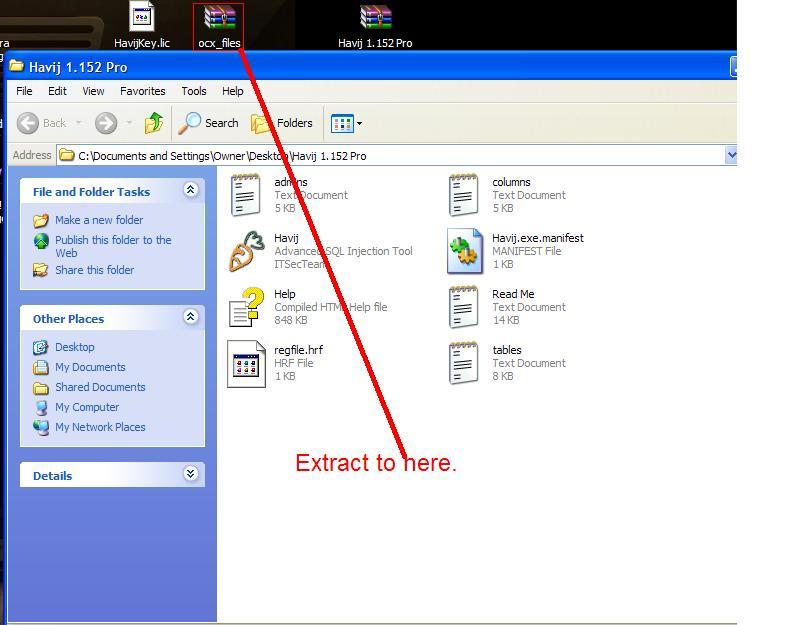 ra
HavijKey.lic
ocx_files
Havij 1.152 Pro
Havij 1.152 Pro
File Edit View Favorites Tools Help
Back Search Folders
Address C:\Documents and Settings\Owner\Desktop\Havij 1.152 Pro
File and Folder Tasks
Make a new folder
Publish this folder to the
Web
Share this folder
Other Places
Desktop
My Documents
Shared Documents
My Computer
My Network Places
Details
admins
Text Document
5 KB
columns
Text Document
5 KB
Havij
Advanced SQL Injection Tool
ITSecTeam
Havij.exe.manifest
MANIFEST File
1 KB
Help
Compiled HTML Help file
848 KB
Read Me
Text Document
14 KB
regfile.hrf
HRF File
1 KB
tables
Text Document
8 KB
Extract to here.